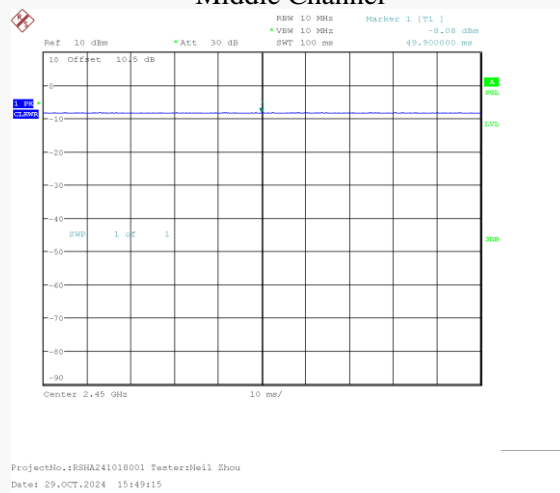 Middle Channel
RBW 10 MHz Marker 1 [T1 ]
*VBW 10 MHz -8.08 dBm
Ref 10 dBm *Att 30 dB SWT 100 ms 49.900000 ms
10 Offset 10.5 dB
0
A
SGL
1 PK *
CLRWR
-10
LVL
-20
-30
-40
SWP 1 of 1
3DB
-50
-60
-70
-80
-90
Center 2.45 GHz 10 ms/
ProjectNo.:RSHA241018001 Tester:Neil Zhou
Date: 29.OCT.2024 15:49:15